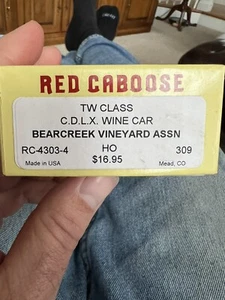 RED CABOOSE
TW CLASS
C.D.L.X. WINE CAR
BEARCREEK VINEYARD ASSN
RC-4303-4 HO 309
$16.95
Made in USA Mead, CO